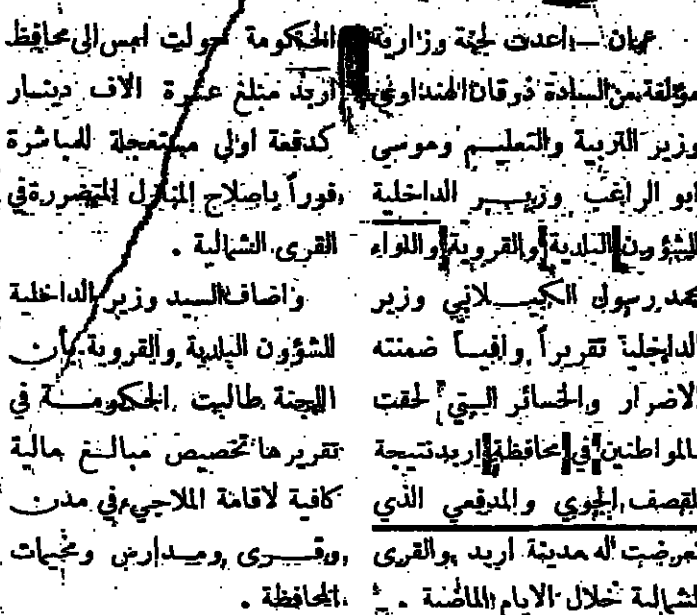 عمان — اعدت لجنة وزارية
مؤلفة من السادة ذوقان الهنداوي
وزير التربية والتعليم وموسى
ابو الراغب وزير الداخلية
للشؤون البلدية والقروية واللواء
محمد رسول الكيلاني وزير
الداخلية تقريراً وافياً ضمنته
الاضرار والخسائر التي لحقت
بالمواطنين في محافظة اربد نتيجة
للقصف الجوي والمدفعي الذي
تعرضت له مدينة اربد والقرى
الشمالية خلال الايام الماضية .
الحكومة حولت امس الى محافظ
اربد مبلغ عشرة الاف دينار
كدفعة اولى مستعجلة للمباشرة
فوراً باصلاح المنازل المتضررة في
القرى الشمالية .
واضاف السيد وزير الداخلية
للشؤون البلدية والقروية بأن
اللجنة طالبت الحكومة في
تقريرها تخصيص مبالغ مالية
كافية لاقامة الملاجيء في مدن
وقرى ومدارس ومخيمات
المحافظة .